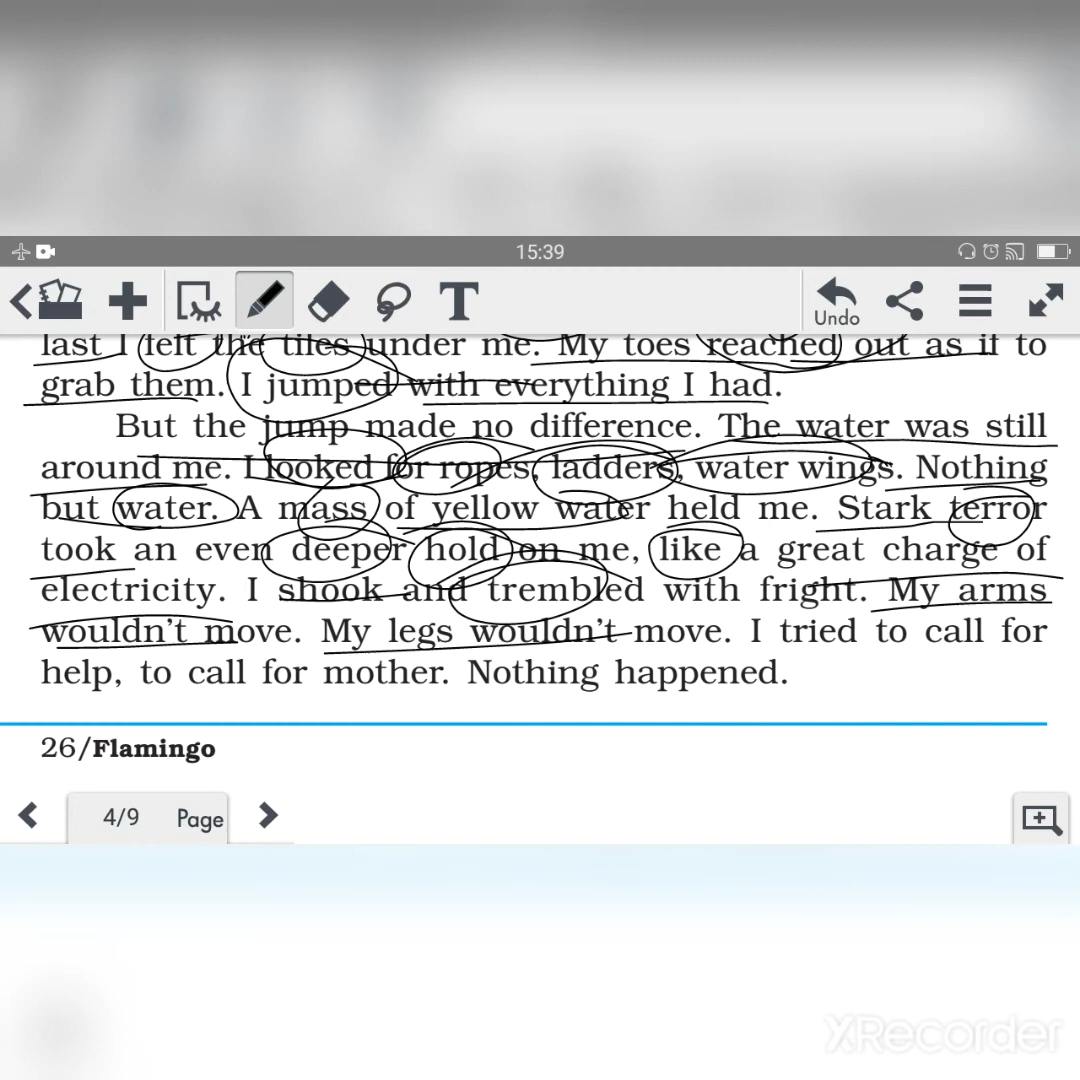 15:39
T
Undo
last I felt the tiles under me. My toes reached out as if to
grab them. I jumped with everything I had.
But the jump made no difference. The water was still
around me. I looked for ropes, ladders, water wings. Nothing
but water. A mass of yellow water held me. Stark terror
took an even deeper hold on me, like a great charge of
electricity. I shook and trembled with fright. My arms
wouldn't move. My legs wouldn't move. I tried to call for
help, to call for mother. Nothing happened.
26/Flamingo
4/9 Page
XRecorder